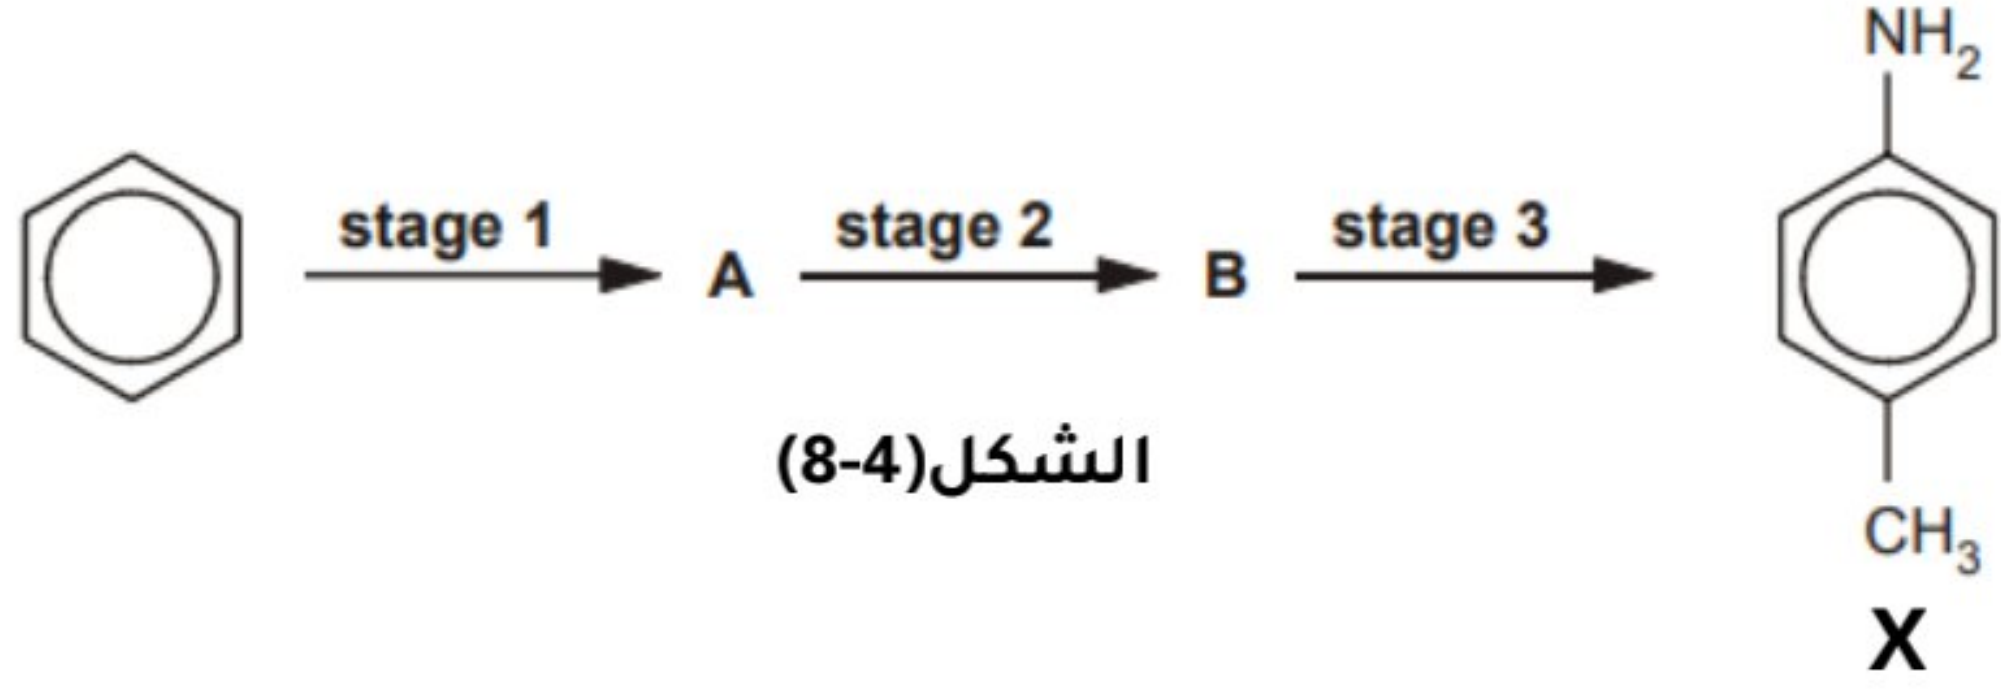 NH₂
stage 1
stage 2
stage 3
A
B
الشكل(4-8)
CH₃
X